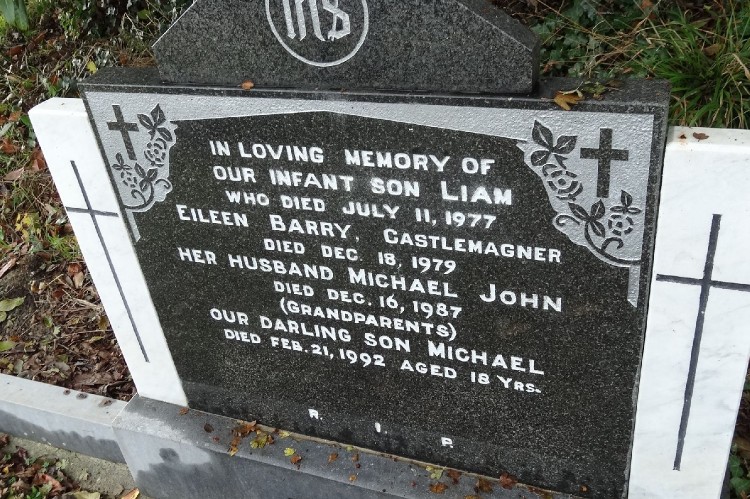 IHS
IN LOVING MEMORY OF
OUR INFANT SON LIAM
WHO DIED JULY 11, 1977
EILEEN BARRY, CASTLEMAGNER
DIED DEC. 18, 1979
HER HUSBAND MICHAEL JOHN
DIED DEC. 16, 1987
(GRANDPARENTS)
OUR DARLING SON MICHAEL
DIED FEB. 21, 1992 AGED 18 YRS.
R. I. P.